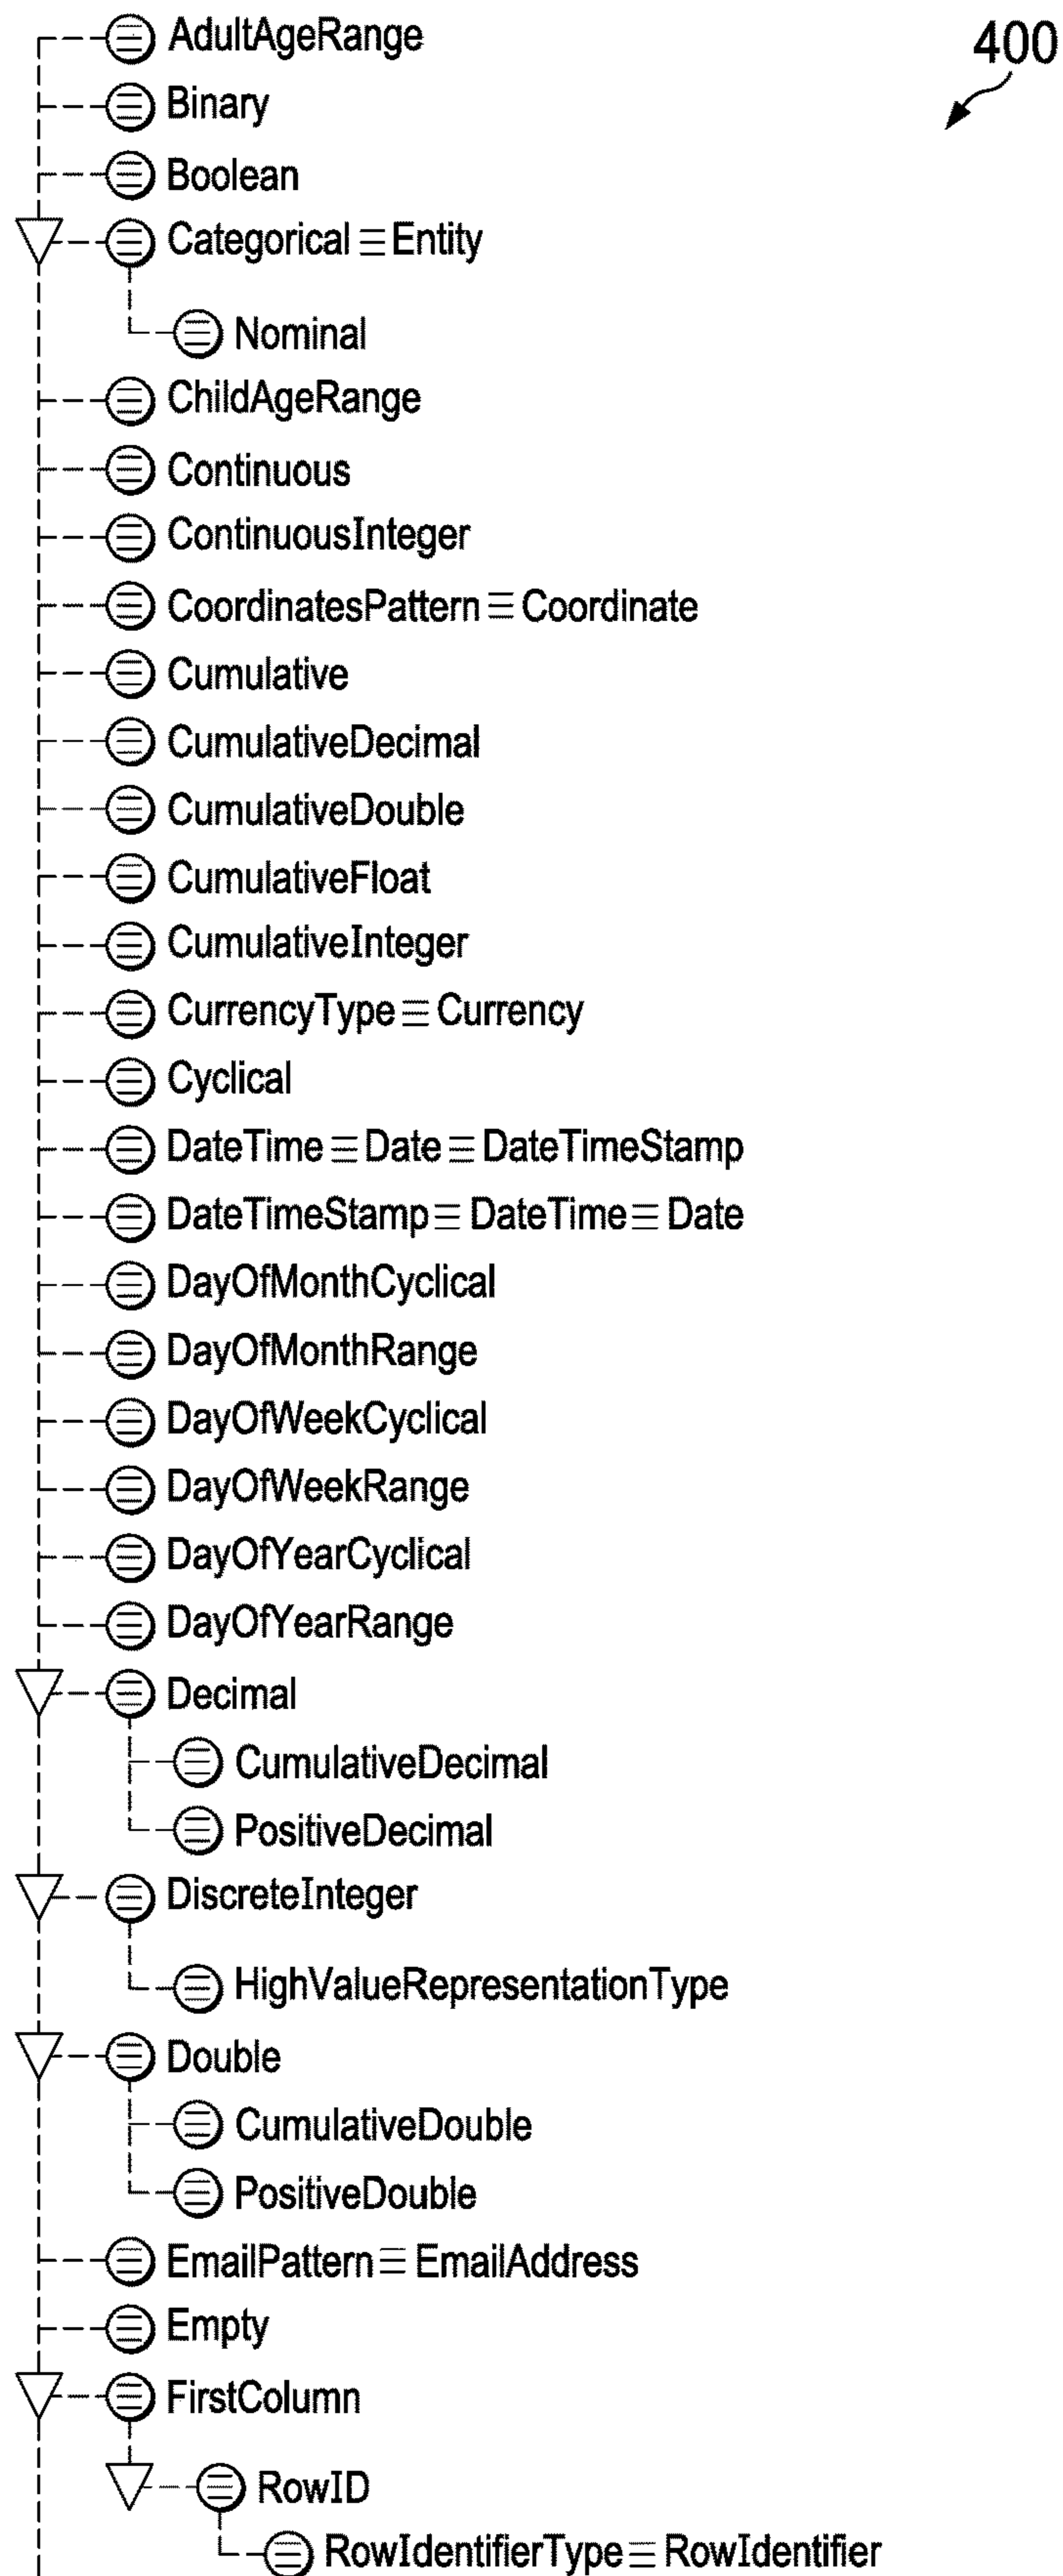 AdultAgeRange
400
Binary
Boolean
Categorical ≡ Entity
Nominal
ChildAgeRange
Continuous
ContinuousInteger
CoordinatesPattern ≡ Coordinate
Cumulative
CumulativeDecimal
CumulativeDouble
CumulativeFloat
CumulativeInteger
CurrencyType ≡ Currency
Cyclical
DateTime ≡ Date ≡ DateTimeStamp
DateTimeStamp ≡ DateTime ≡ Date
DayOfMonthCyclical
DayOfMonthRange
DayOfWeekCyclical
DayOfWeekRange
DayOfYearCyclical
DayOfYearRange
Decimal
CumulativeDecimal
PositiveDecimal
DiscreteInteger
HighValueRepresentationType
Double
CumulativeDouble
PositiveDouble
EmailPattern ≡ EmailAddress
Empty
FirstColumn
RowID
RowIdentifierType ≡ RowIdentifier